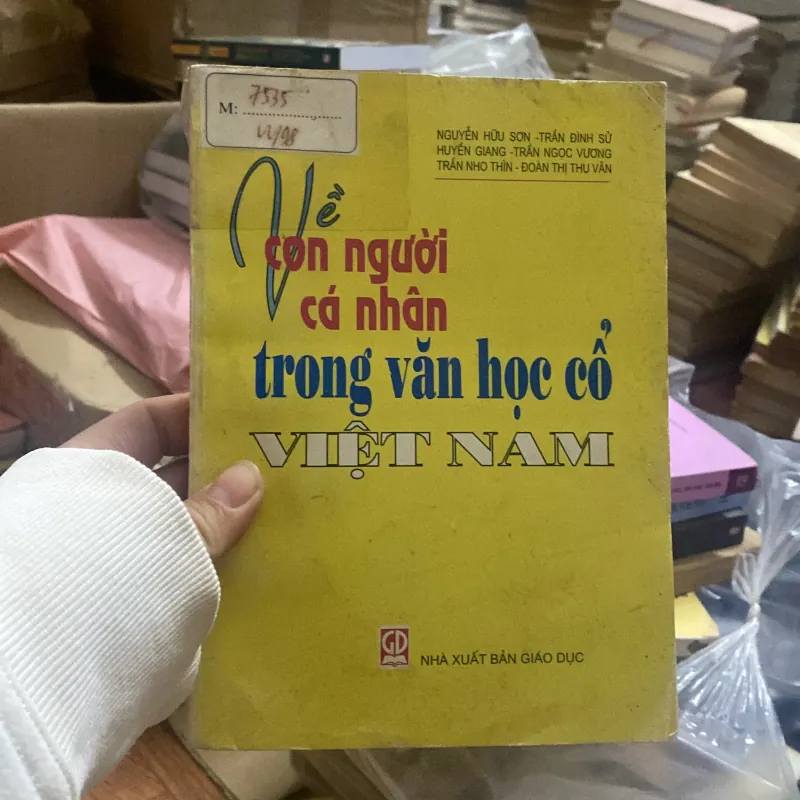 M: 7535
VV/98
NGUYỄN HỮU SƠN - TRẦN ĐÌNH SỬ
HUYỀN GIANG - TRẦN NGỌC VƯƠNG
TRẦN NHO THÌN - ĐOÀN THỊ THU VÂN
Về
con người
cá nhân
trong văn học cổ
VIỆT NAM
GD
NHÀ XUẤT BẢN GIÁO DỤC